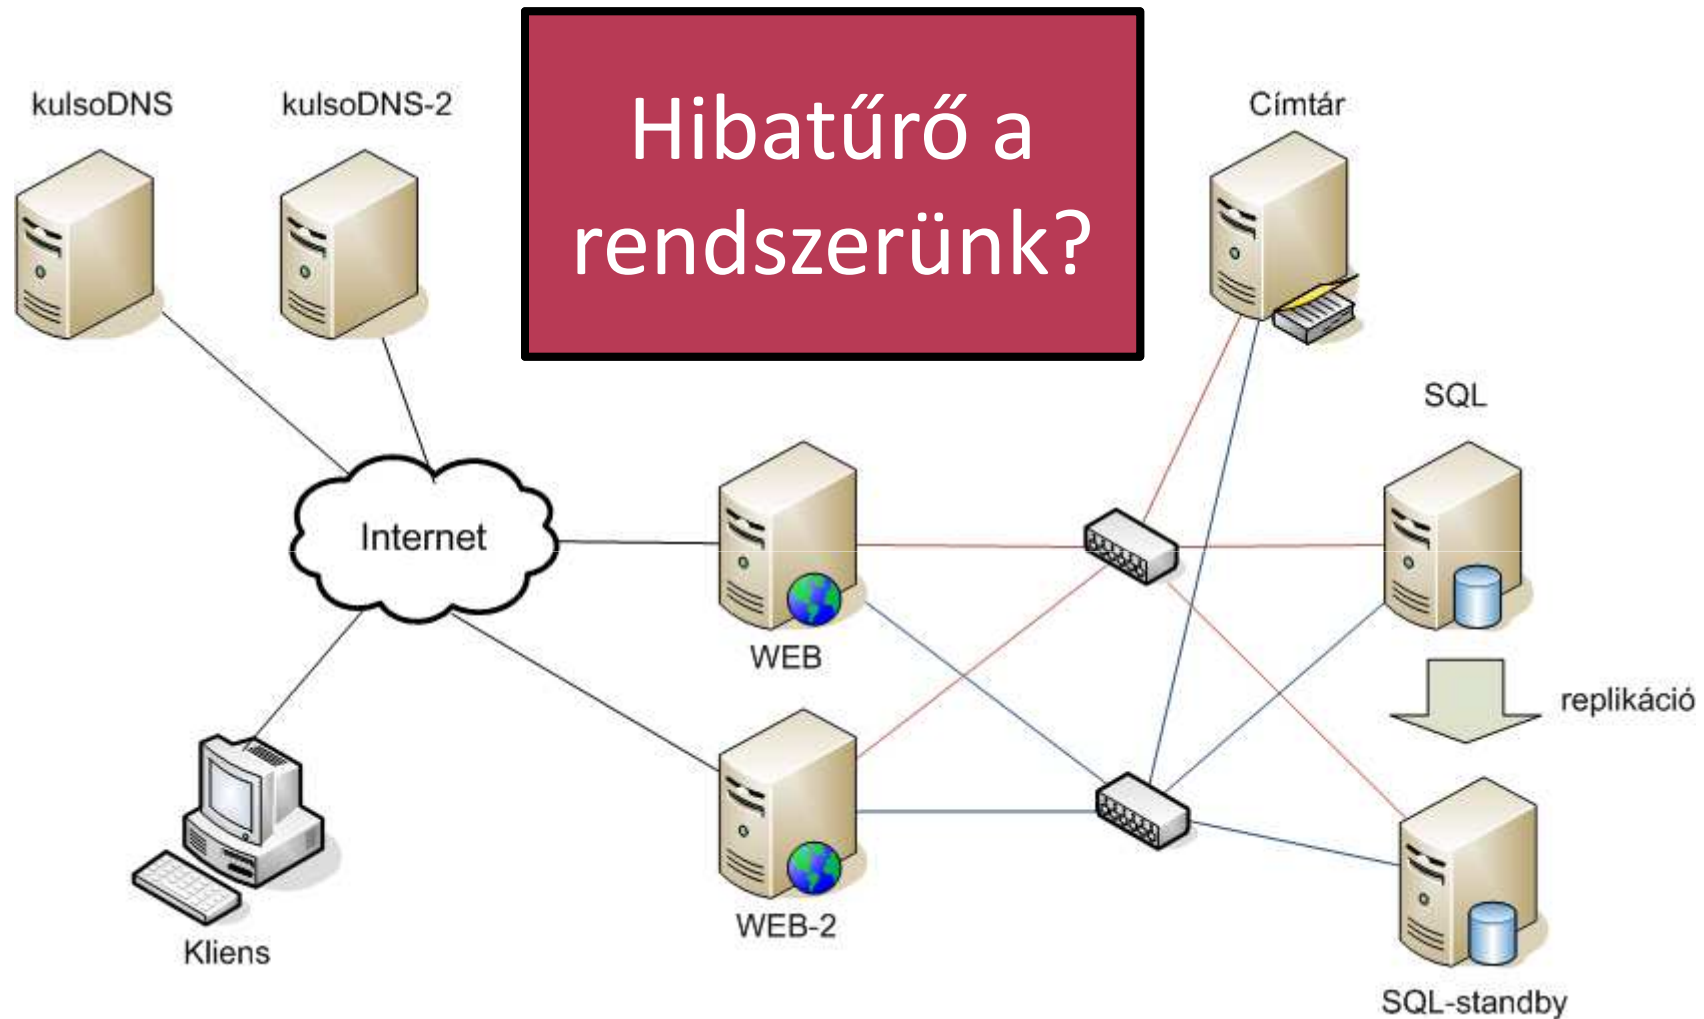 Hibatűrő a
rendszerünk?
kulsoDNS
kulsoDNS-2
Címtár
SQL
Internet
WEB
replikáció
WEB-2
Kliens
SQL-standby